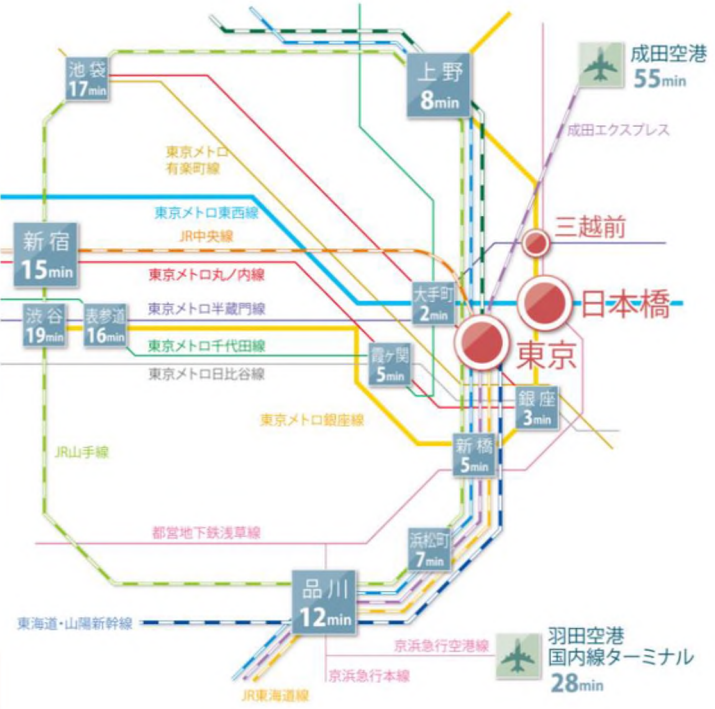 池袋
17min
上野
8min
成田空港
55min
成田エクスプレス
東京メトロ
有楽町線
東京メトロ東西線
三越前
JR中央線
新宿
15min
東京メトロ丸ノ内線
大手町
2min
日本橋
渋谷
19min
表参道
16min
東京メトロ半蔵門線
東京
東京メトロ千代田線
霞ヶ関
5min
東京メトロ日比谷線
銀座
3min
東京メトロ銀座線
新橋
5min
JR山手線
都営地下鉄浅草線
浜松町
7min
品川
12min
東海道・山陽新幹線
羽田空港
国内線ターミナル
28min
京浜急行空港線
京浜急行本線
JR東海道線